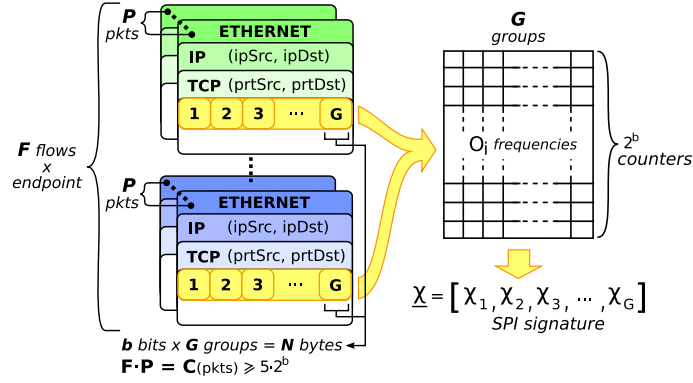 P
pkts
ETHERNET
IP (ipSrc, ipDst)
TCP (prtSrc, prtDst)
1 2 3 ... G
F flows
x
endpoint
P
pkts
ETHERNET
IP (ipSrc, ipDst)
TCP (prtSrc, prtDst)
1 2 3 ... G
b bits x G groups = N bytes
F·P = C(pkts) ⩾ 5·2^b
G
groups
O_i frequencies
2^b
counters
χ = [ χ_1, χ_2, χ_3, ..., χ_G ]
SPI signature